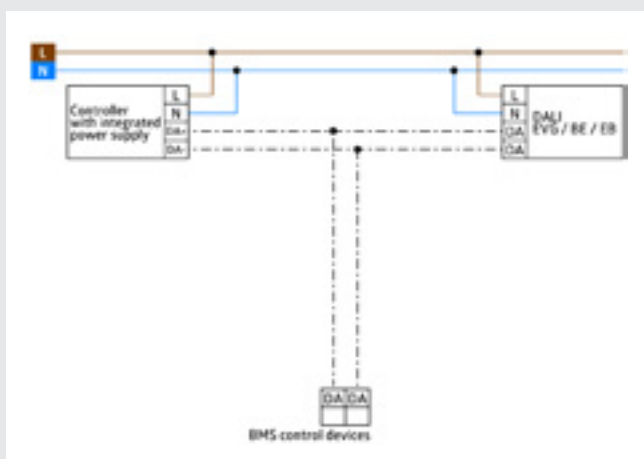 L
N
Controller
with integrated
power supply
L
N
DA+
DA-
L
N
DA
DA
DALI
EVG / BE / EB
DA DA
BMS control devices